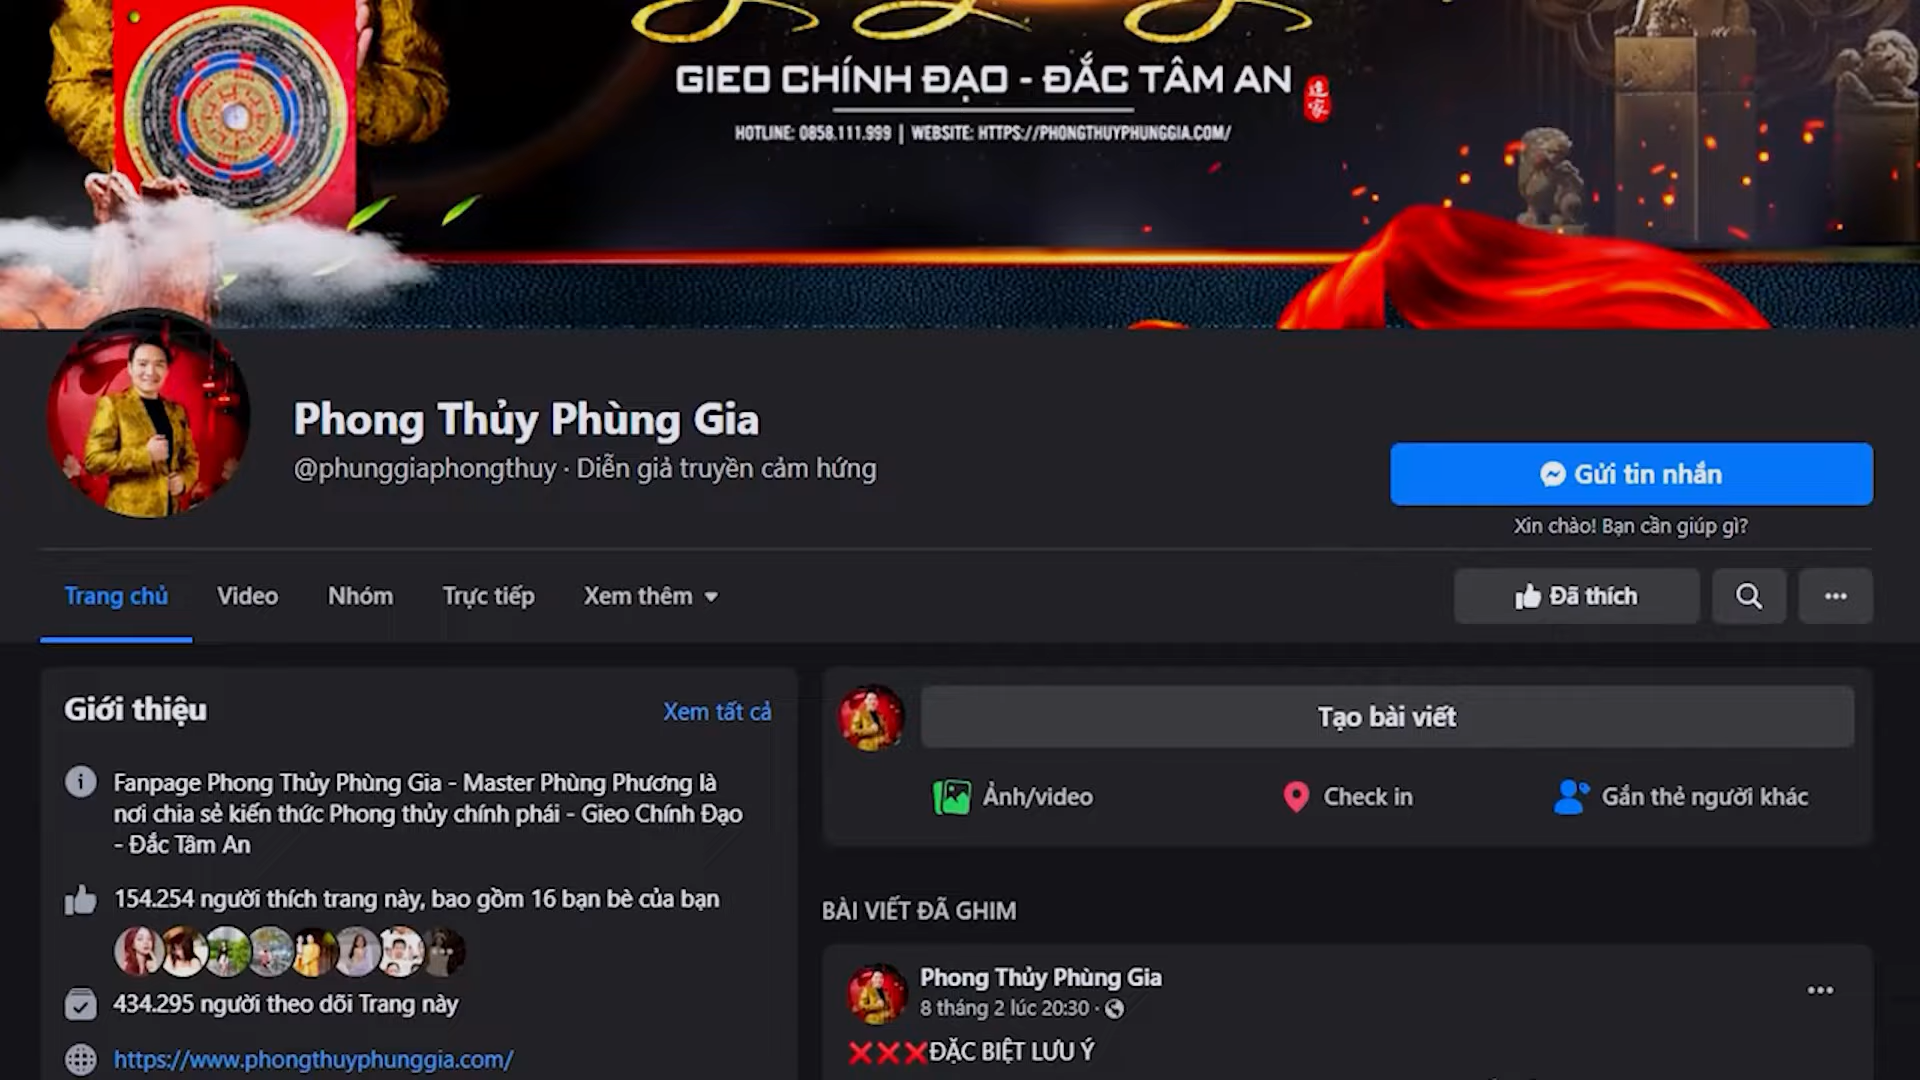 GIEO CHÍNH ĐẠO - ĐẮC TÂM AN
HOTLINE: 0858.111.999 | WEBSITE: HTTPS://PHONGTHUYPHUNGGIA.COM/
Phong Thủy Phùng Gia
@phunggiaphongthuy · Diễn giả truyền cảm hứng
Gửi tin nhắn
Xin chào! Bạn cần giúp gì?
Trang chủ
Video
Nhóm
Trực tiếp
Xem thêm
Đã thích
Giới thiệu
Xem tất cả
Fanpage Phong Thủy Phùng Gia - Master Phùng Phương là
nơi chia sẻ kiến thức Phong thủy chính phái - Gieo Chính Đạo
- Đắc Tâm An
154.254 người thích trang này, bao gồm 16 bạn bè của bạn
434.295 người theo dõi Trang này
https://www.phongthuyphunggia.com/
Tạo bài viết
Ảnh/video
Check in
Gắn thẻ người khác
BÀI VIẾT ĐÃ GHIM
Phong Thủy Phùng Gia
8 tháng 2 lúc 20:30 ·
❌❌❌ĐẶC BIỆT LƯU Ý